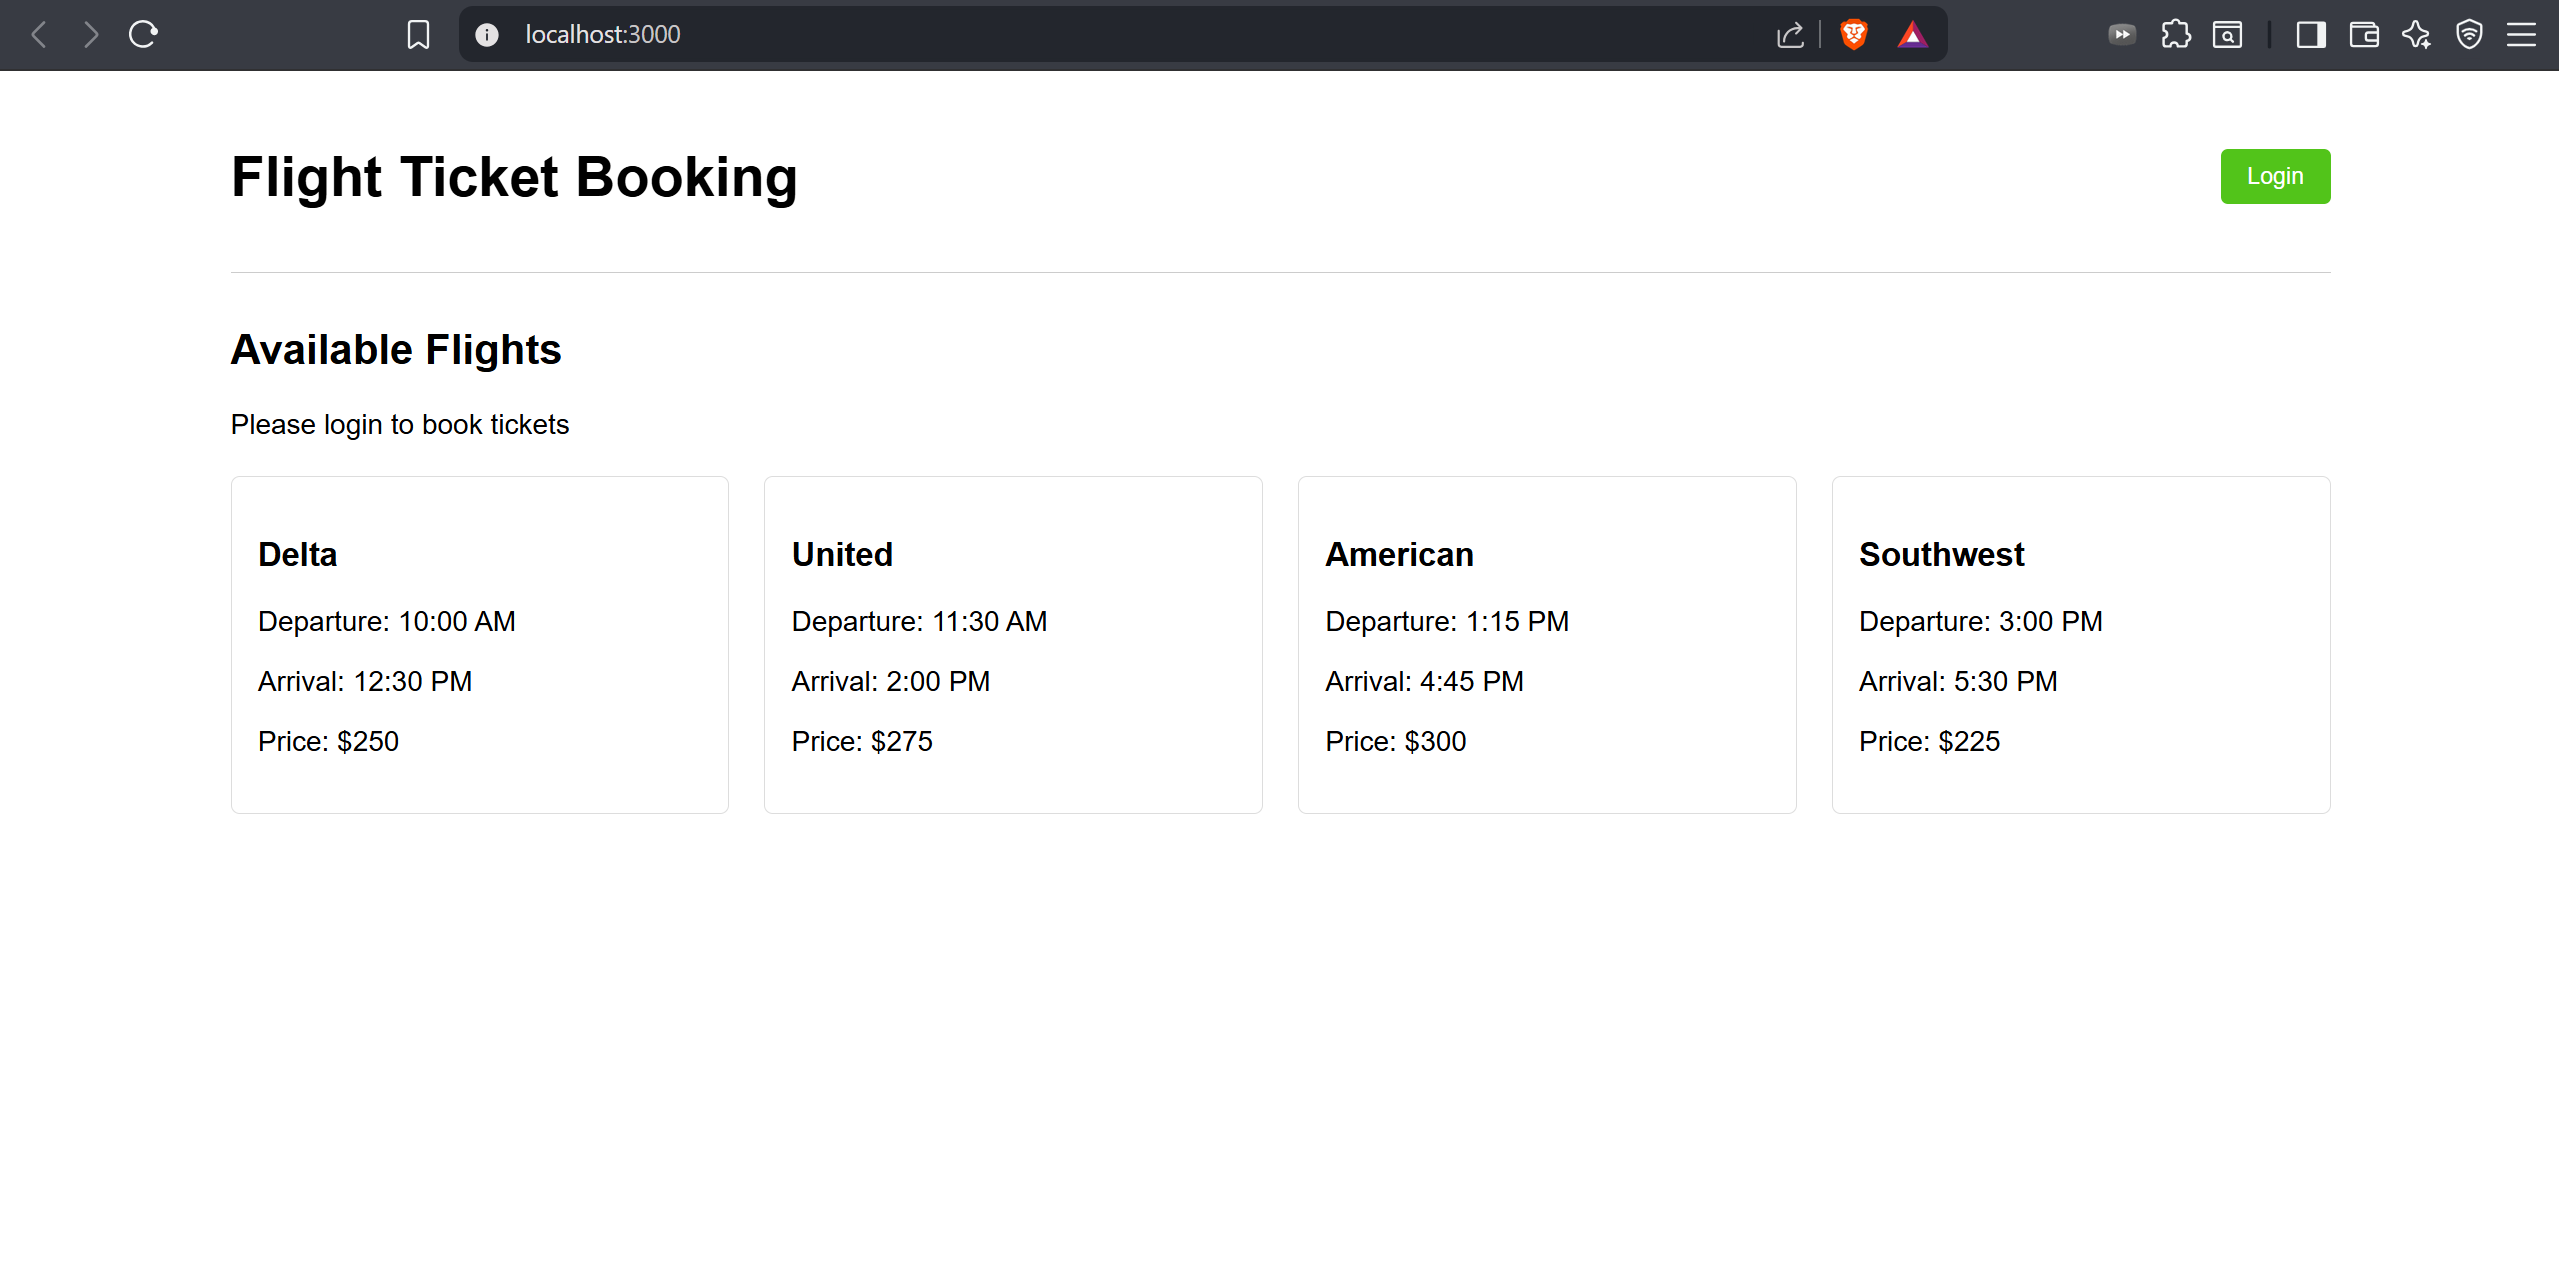 localhost:3000
Flight Ticket Booking
Login
Available Flights
Please login to book tickets
Delta
Departure: 10:00 AM
Arrival: 12:30 PM
Price: $250
United
Departure: 11:30 AM
Arrival: 2:00 PM
Price: $275
American
Departure: 1:15 PM
Arrival: 4:45 PM
Price: $300
Southwest
Departure: 3:00 PM
Arrival: 5:30 PM
Price: $225